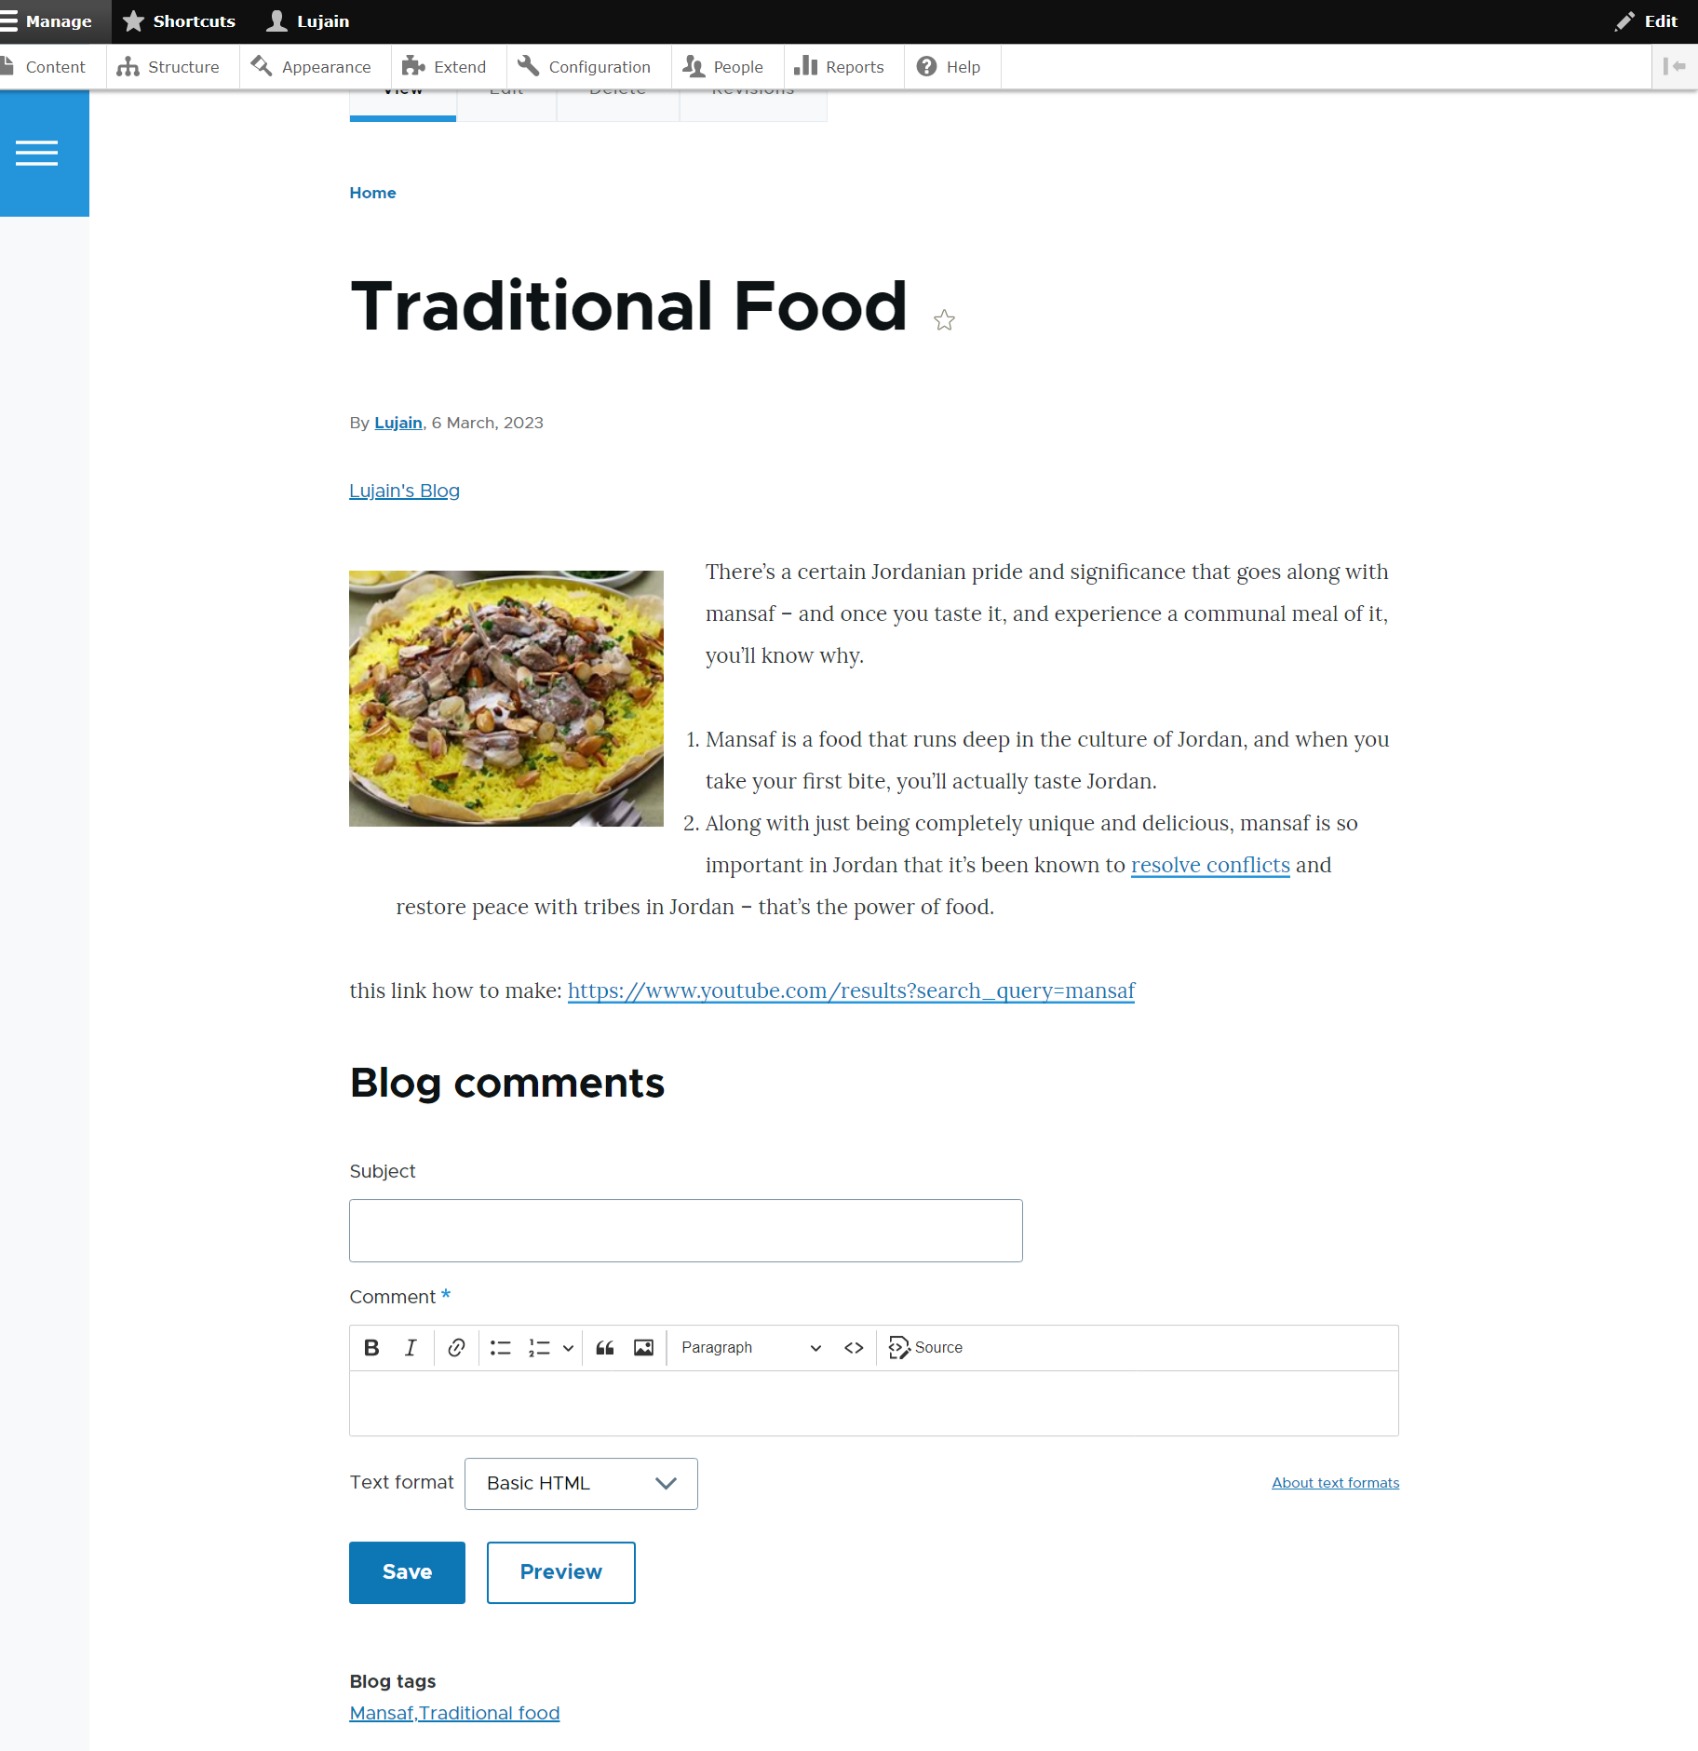 Manage Shortcuts Lujain Edit
Content Structure Appearance Extend Configuration People Reports Help
View Edit Delete Revisions
Home
Traditional Food
By Lujain, 6 March, 2023
Lujain's Blog
There’s a certain Jordanian pride and significance that goes along with
mansaf – and once you taste it, and experience a communal meal of it,
you’ll know why.
1. Mansaf is a food that runs deep in the culture of Jordan, and when you
take your first bite, you’ll actually taste Jordan.
2. Along with just being completely unique and delicious, mansaf is so
important in Jordan that it’s been known to resolve conflicts and
restore peace with tribes in Jordan – that’s the power of food.
this link how to make: https://www.youtube.com/results?search_query=mansaf
Blog comments
Subject
Comment *
B I Paragraph <> Source
Text format Basic HTML About text formats
Save Preview
Blog tags
Mansaf,Traditional food